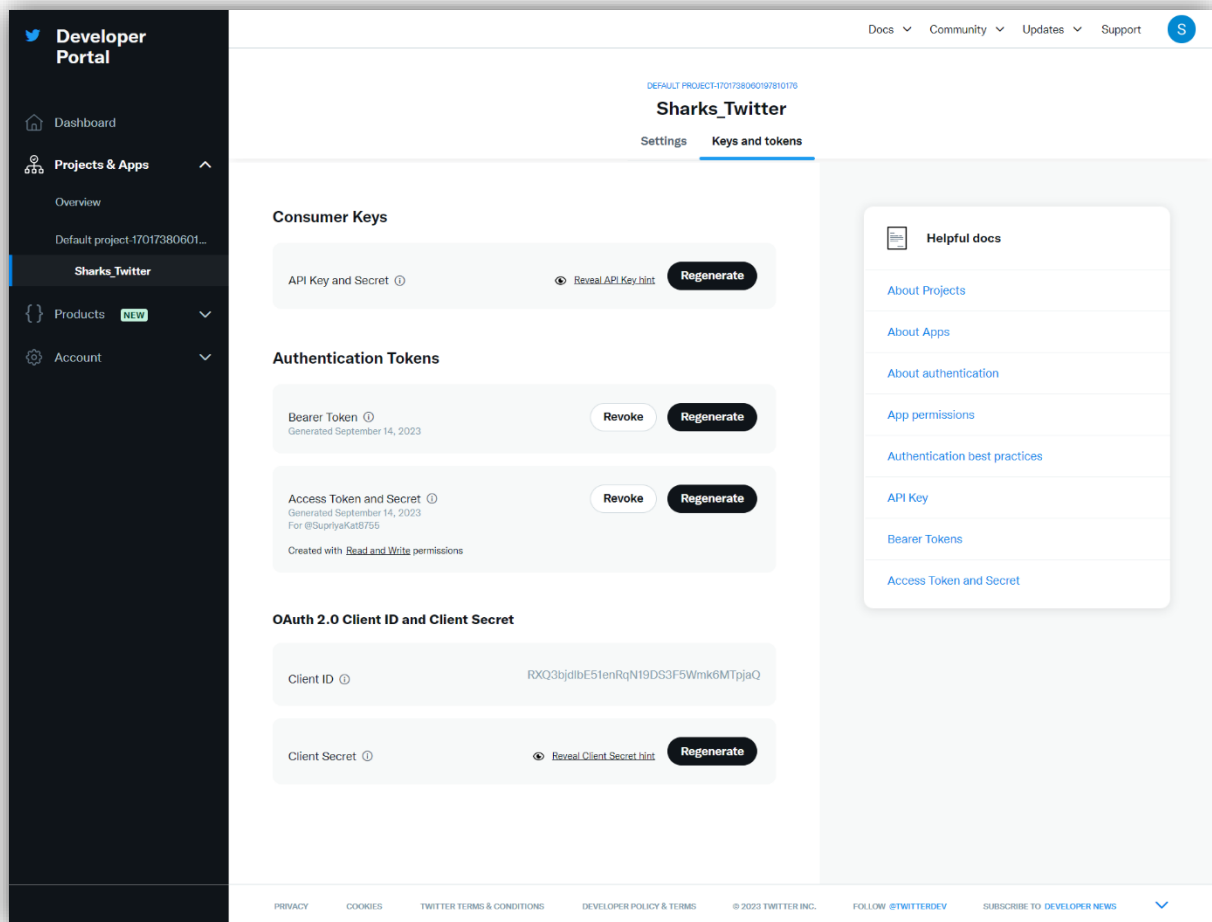 Developer
Portal
Docs Community Updates Support S
DEFAULT PROJECT-1701738060197810176
Sharks_Twitter
Settings Keys and tokens
Dashboard
Projects & Apps
Overview
Default project-17017380601...
Sharks_Twitter
Products NEW
Account
Consumer Keys
API Key and Secret Reveal API Key hint Regenerate
Authentication Tokens
Bearer Token Revoke Regenerate
Generated September 14, 2023
Access Token and Secret Revoke Regenerate
Generated September 14, 2023
For @SupriyaKat8755
Created with Read and Write permissions
OAuth 2.0 Client ID and Client Secret
Client ID RXQ3bjdlbE51enRqN19DS3F5Wmk6MTpjaQ
Client Secret Reveal Client Secret hint Regenerate
Helpful docs
About Projects
About Apps
About authentication
App permissions
Authentication best practices
API Key
Bearer Tokens
Access Token and Secret
PRIVACY COOKIES TWITTER TERMS & CONDITIONS DEVELOPER POLICY & TERMS © 2023 TWITTER INC. FOLLOW @TWITTERDEV SUBSCRIBE TO DEVELOPER NEWS